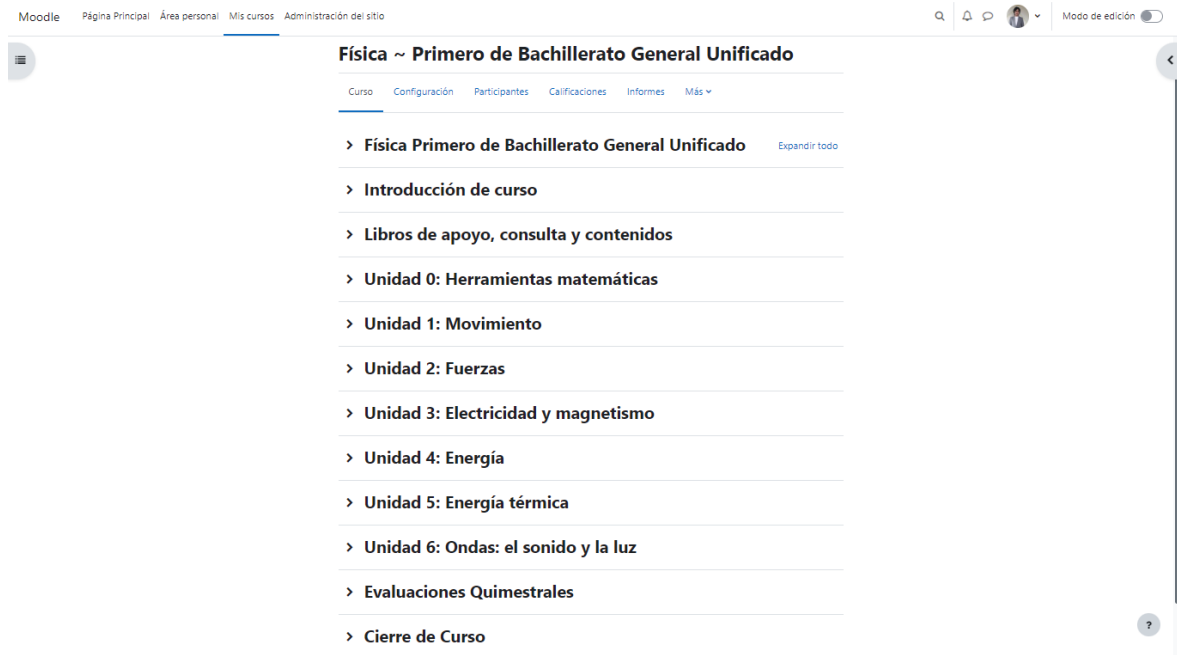 Moodle Página Principal Área personal Mis cursos Administración del sitio Modo de edición
Física ~ Primero de Bachillerato General Unificado
Curso Configuración Participantes Calificaciones Informes Más
Física Primero de Bachillerato General Unificado Expandir todo
Introducción de curso
Libros de apoyo, consulta y contenidos
Unidad 0: Herramientas matemáticas
Unidad 1: Movimiento
Unidad 2: Fuerzas
Unidad 3: Electricidad y magnetismo
Unidad 4: Energía
Unidad 5: Energía térmica
Unidad 6: Ondas: el sonido y la luz
Evaluaciones Quimestrales
?
Cierre de Curso